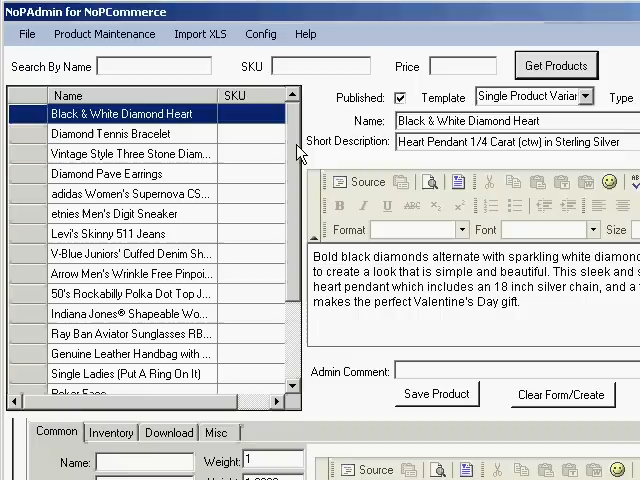 NoPAdmin for NoPCommerce
File Product Maintenance Import XLS Config Help
Search By Name SKU Price Get Products
Name SKU
Black & White Diamond Heart
Diamond Tennis Bracelet
Vintage Style Three Stone Diam...
Diamond Pave Earrings
adidas Women's Supernova CS...
etnies Men's Digit Sneaker
Levi's Skinny 511 Jeans
V-Blue Juniors' Cuffed Denim Sh...
Arrow Men's Wrinkle Free Pinpoi...
50's Rockabilly Polka Dot Top J...
Indiana Jones® Shapeable Wo...
Ray Ban Aviator Sunglasses RB...
Genuine Leather Handbag with ...
Single Ladies (Put A Ring On It)
Poker Face
Published: Template Single Product Varian Type
Name: Black & White Diamond Heart
Short Description: Heart Pendant 1/4 Carat (ctw) in Sterling Silver
Source
B I U ABC x₂ x²
Format Font Size
Bold black diamonds alternate with sparkling white diamond
to create a look that is simple and beautiful. This sleek and s
heart pendant which includes an 18 inch silver chain, and a f
makes the perfect Valentine's Day gift.
Admin Comment:
Save Product Clear Form/Create
Common Inventory Download Misc
Name: Weight: 1
Source